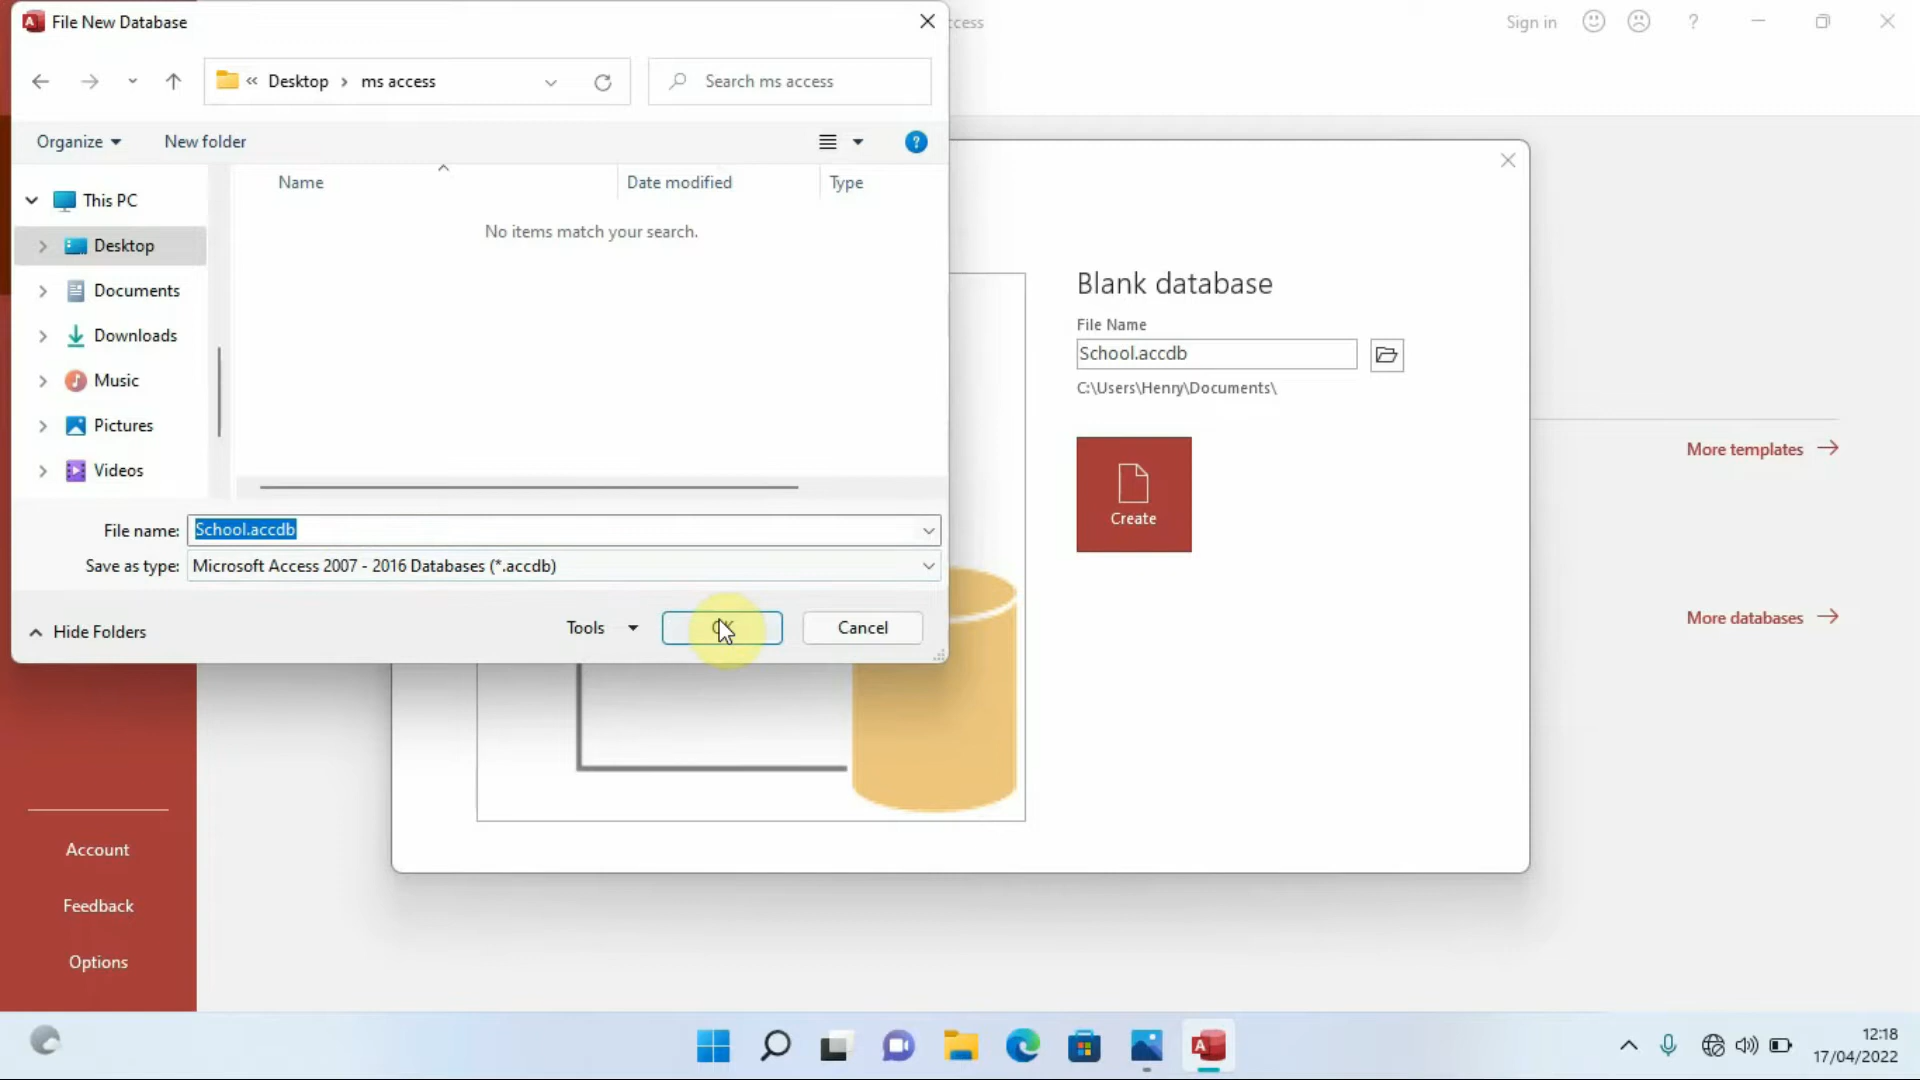 File New Database
cess
Sign in
?
« Desktop > ms access
Search ms access
Organize
New folder
?
Name
Date modified
Type
This PC
No items match your search.
Desktop
Documents
Downloads
Music
Pictures
Videos
Blank database
File Name
School.accdb
C:\Users\Henry\Documents\
Create
More templates
More databases
File name: School.accdb
Save as type: Microsoft Access 2007 - 2016 Databases (*.accdb)
Hide Folders
Tools
Cancel
Account
Feedback
Options
A
12:18
17/04/2022